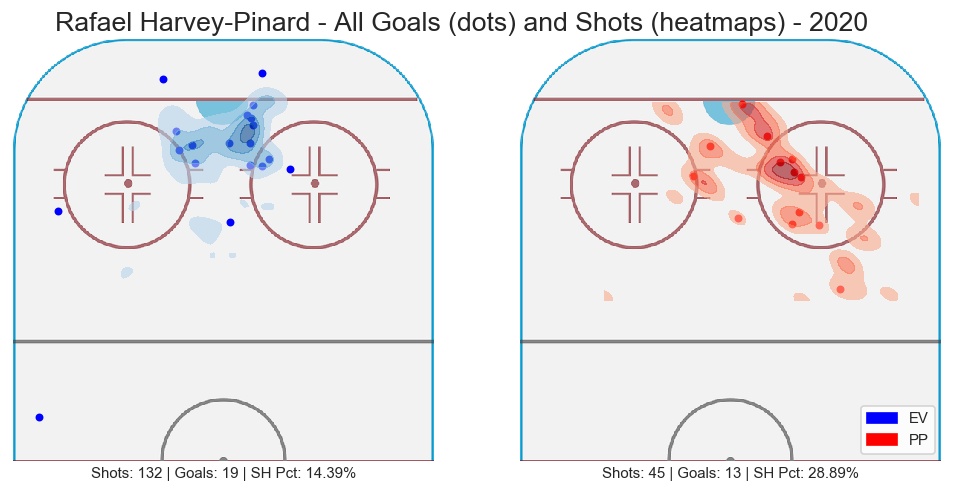 Rafael Harvey-Pinard - All Goals (dots) and Shots (heatmaps) - 2020
EV
PP
Shots: 132 | Goals: 19 | SH Pct: 14.39%
Shots: 45 | Goals: 13 | SH Pct: 28.89%